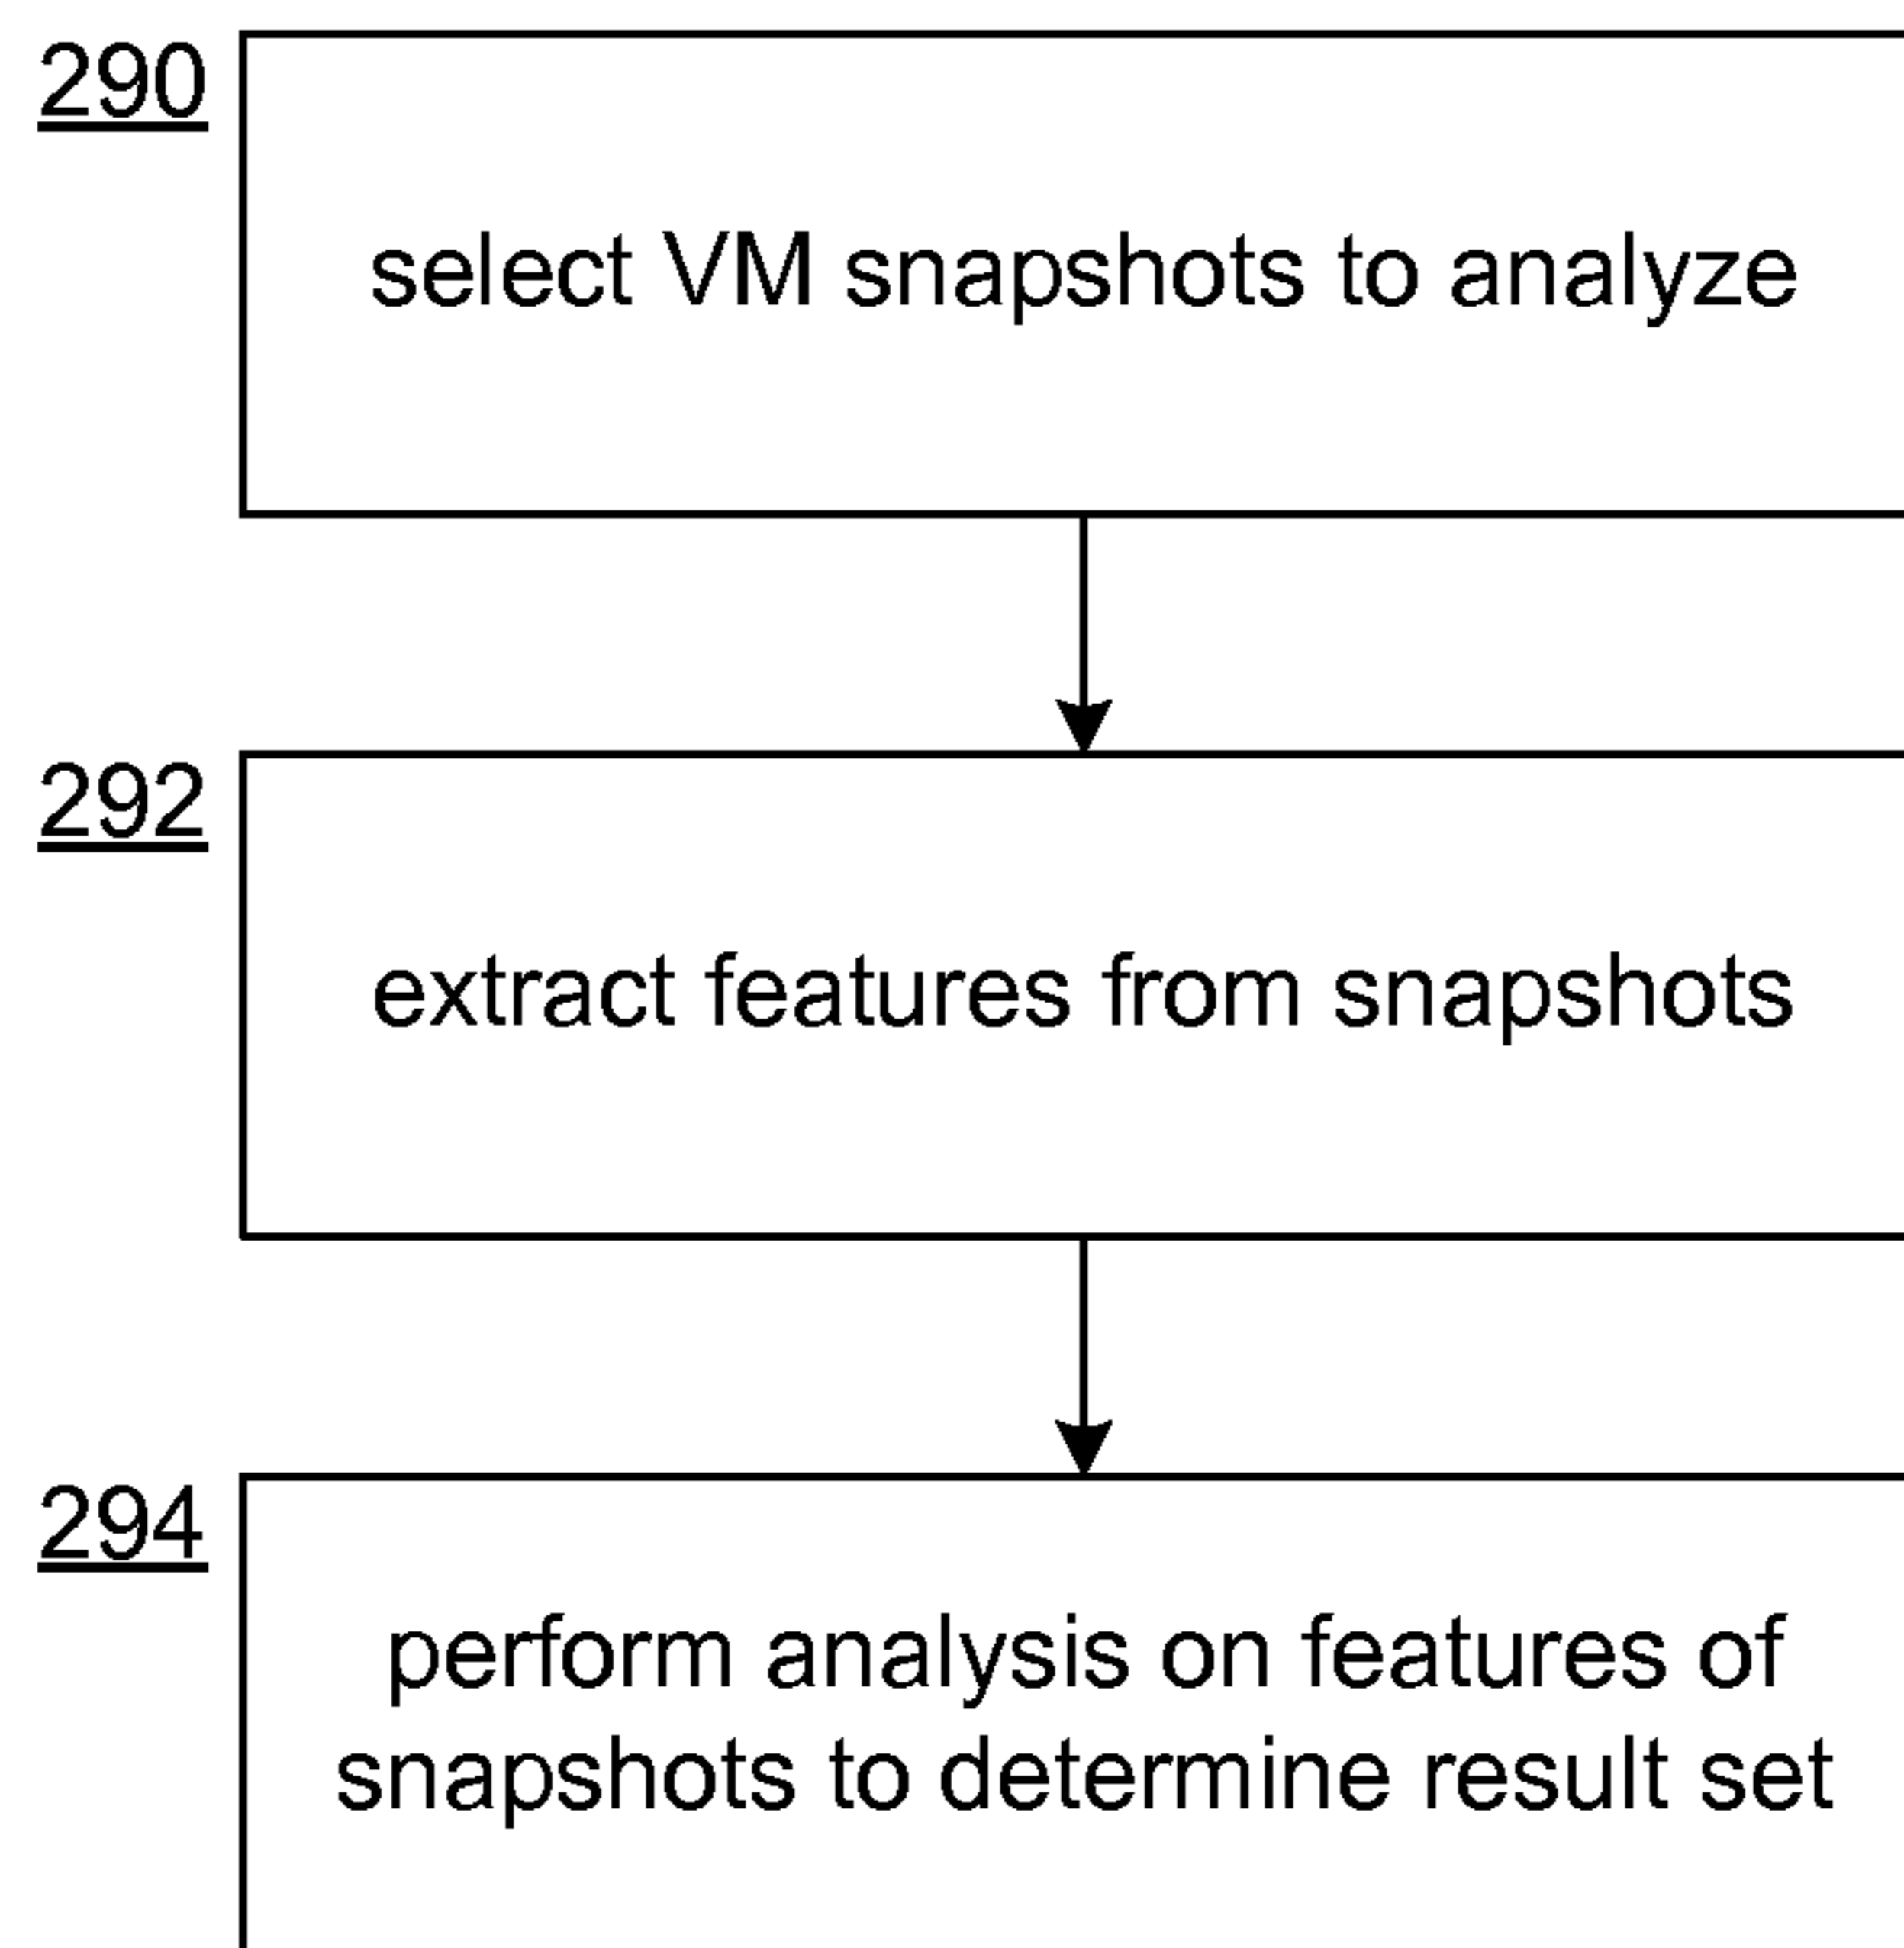 290
select VM snapshots to analyze
292
extract features from snapshots
294
perform analysis on features of
snapshots to determine result set